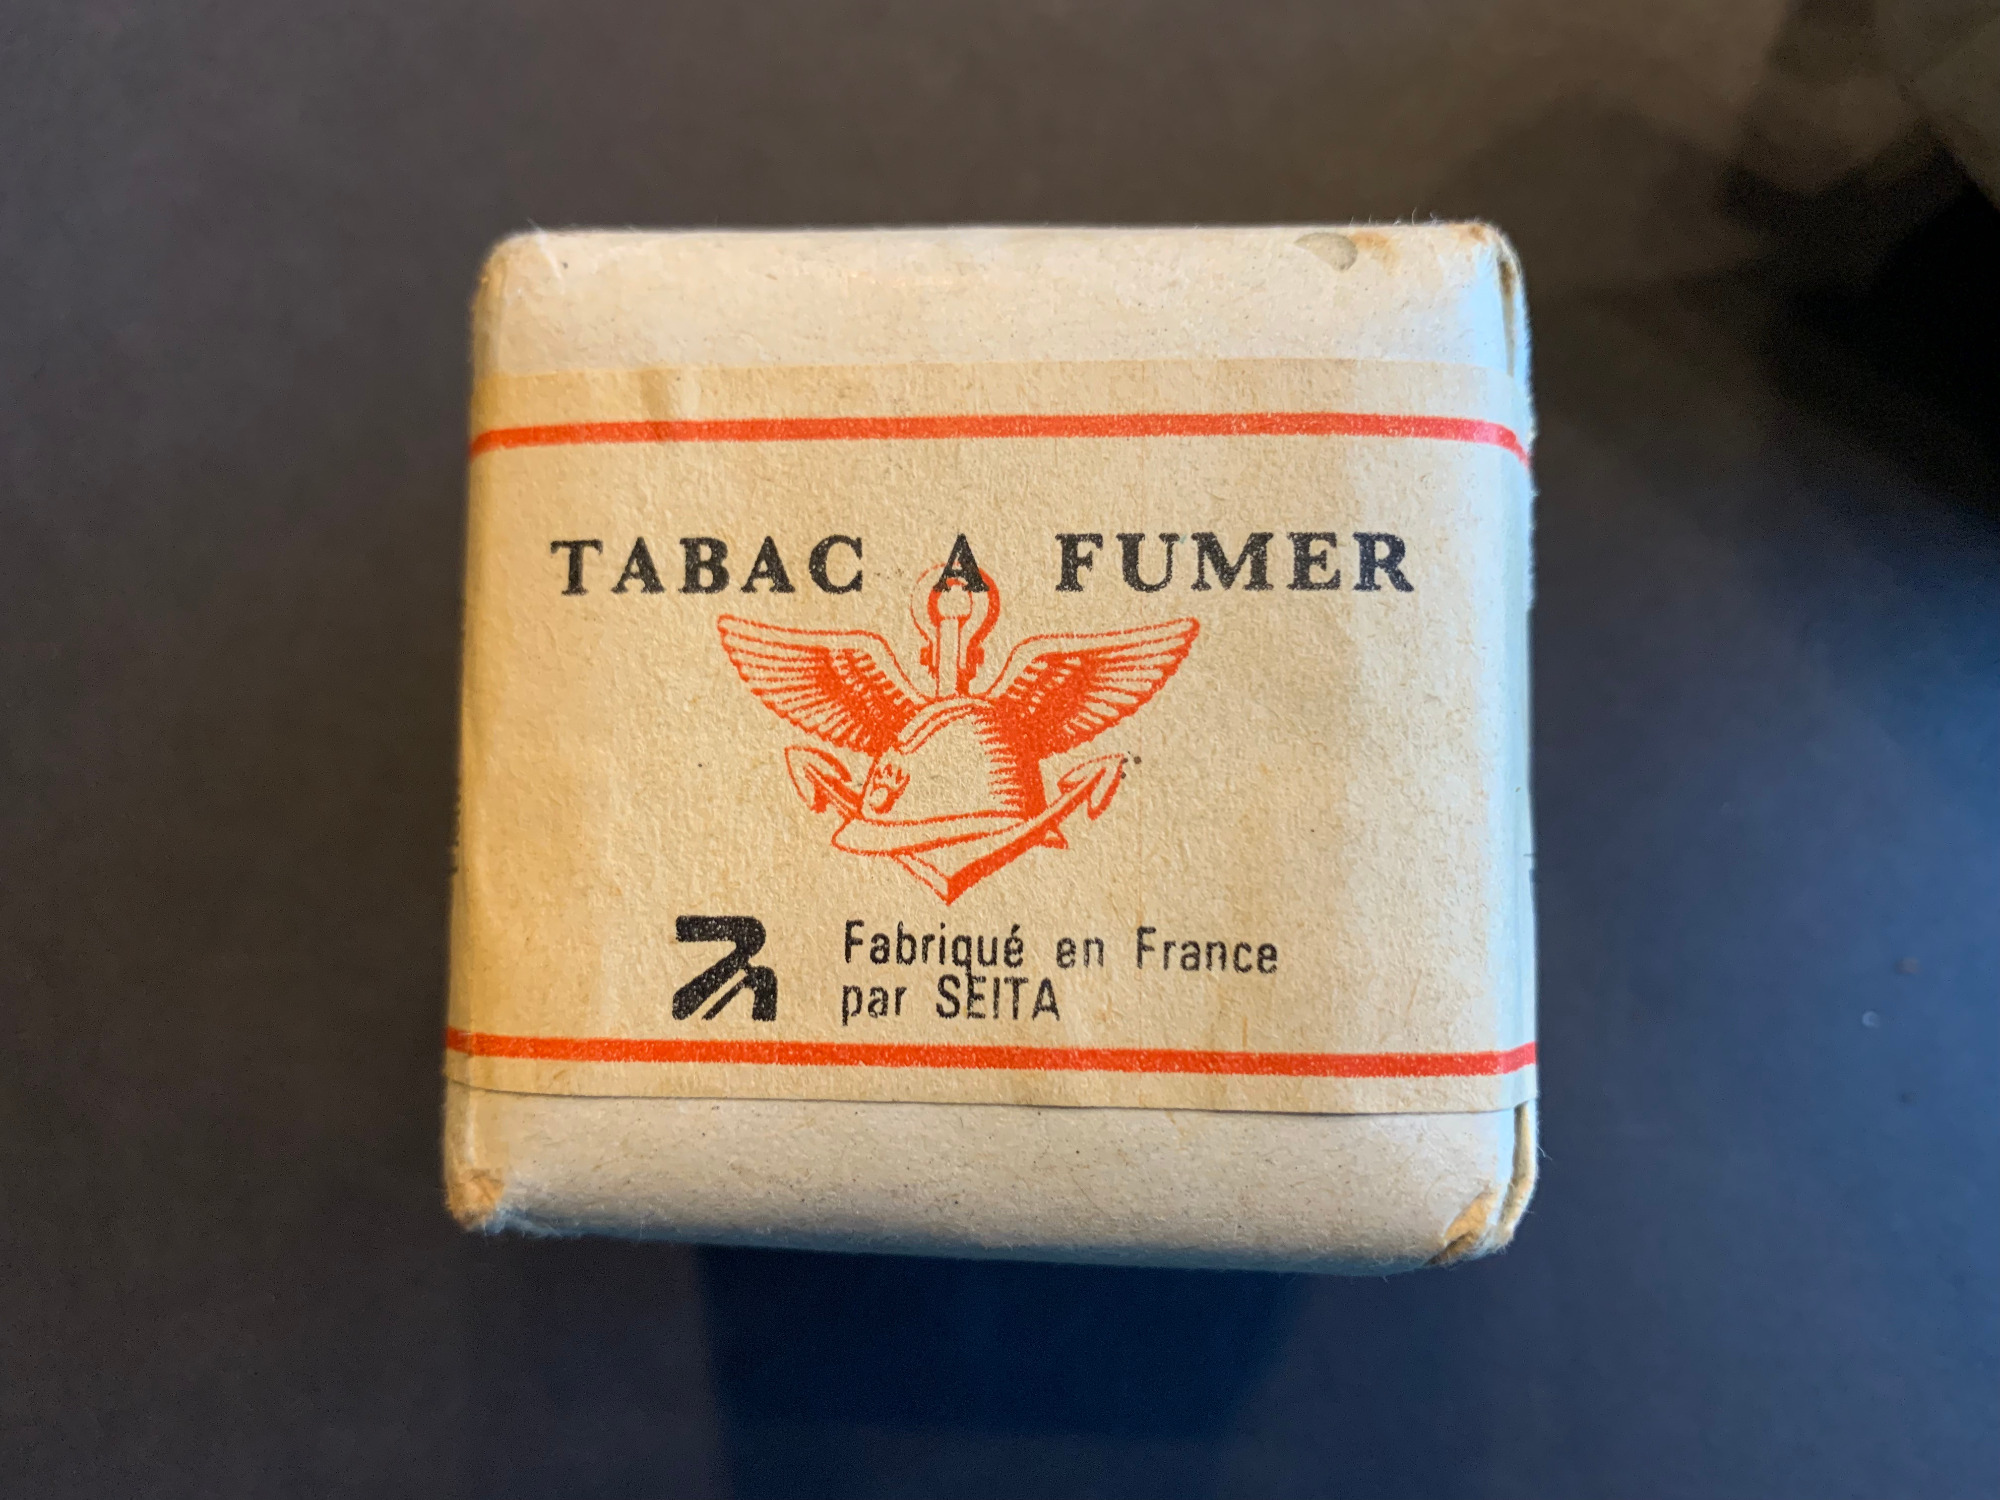 TABAC A FUMER
Fabriqué en France
par SEITA